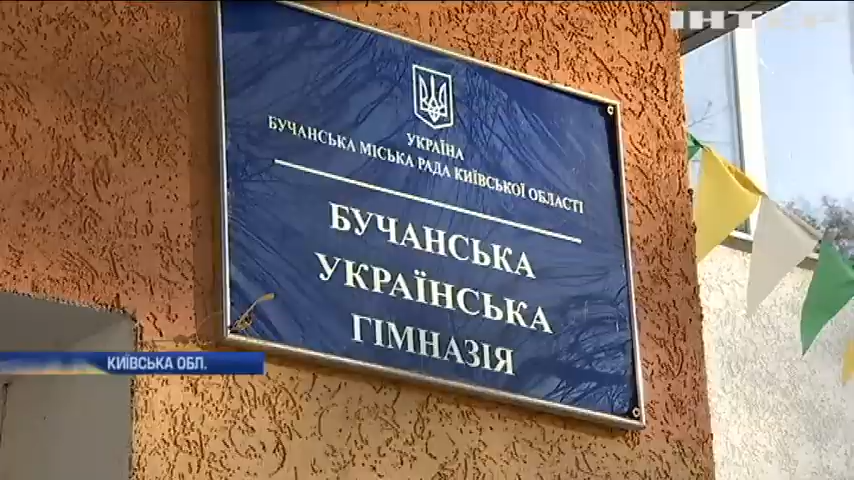 ІНТЕР
УКРАЇНА
БУЧАНСЬКА МІСЬКА РАДА КИЇВСЬКОЇ ОБЛАСТІ
БУЧАНСЬКА
УКРАЇНСЬКА
ГІМНАЗІЯ
КИЇВСЬКА ОБЛ.